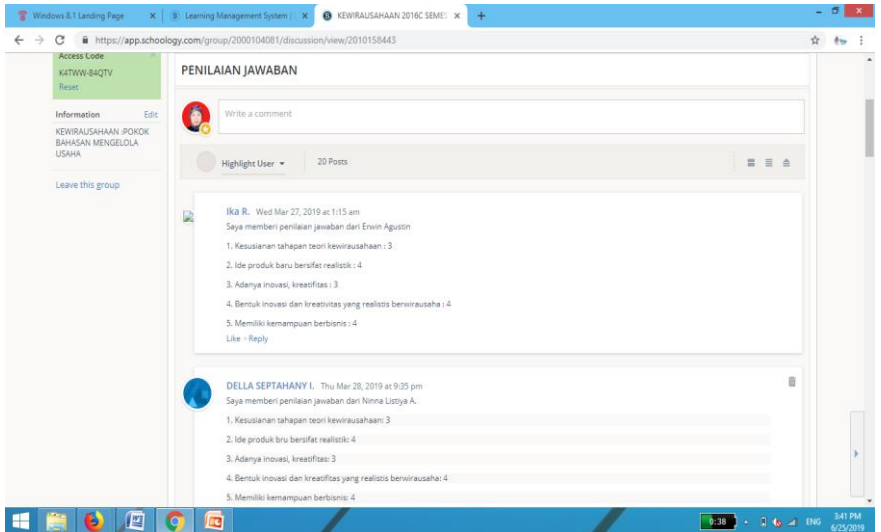 Windows 8.1 Landing Page
Learning Management System |
KEWIRAUSAHAAN 2016C SEMES
https://app.schoology.com/group/2000104081/discussion/view/2010158443
Access Code
K4TWW-84QTV
Reset
Information Edit
KEWIRAUSAHAAN :POKOK
BAHASAN MENGELOLA
USAHA
Leave this group
PENILAIAN JAWABAN
Write a comment
Highlight User 20 Posts
Ika R. Wed Mar 27, 2019 at 1:15 am
Saya memberi penilaian jawaban dari Erwin Agustin
1. Kesusianan tahapan teori kewirausahaan : 3
2. Ide produk baru bersifat realistik : 4
3. Adanya inovasi, kreatifitas : 3
4. Bentuk inovasi dan kreativitas yang realistis berwirausaha : 4
5. Memiliki kemampuan berbisnis : 4
Like · Reply
DELLA SEPTAHANY I. Thu Mar 28, 2019 at 9:35 pm
Saya memberi penilaian jawaban dari Ninna Listiya A.
1. Kesusianan tahapan teori kewirausahaan: 3
2. Ide produk bru bersifat realistik: 4
3. Adanya inovasi, kreatifitas: 3
4. Bentuk inovasi dan kreatifitas yang realistis berwirausaha: 4
5. Memiliki kemampuan berbisnis: 4
0:38
ENG
3:41 PM
6/25/2019